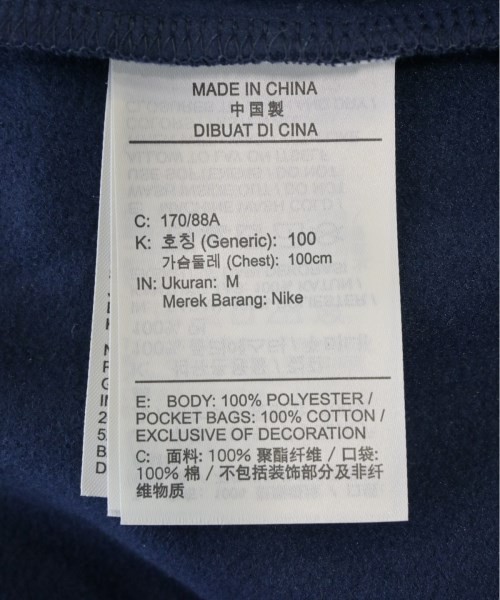 MADE IN CHINA
中国製
DIBUAT DI CINA
C: 170/88A
K: 호칭 (Generic): 100
가슴둘레 (Chest): 100cm
IN: Ukuran: M
Merek Barang: Nike
E: BODY: 100% POLYESTER /
POCKET BAGS: 100% COTTON /
EXCLUSIVE OF DECORATION
C: 面料: 100% 聚酯纤维 / 口袋:
100% 棉 / 不包括装饰部分及非纤
维物质